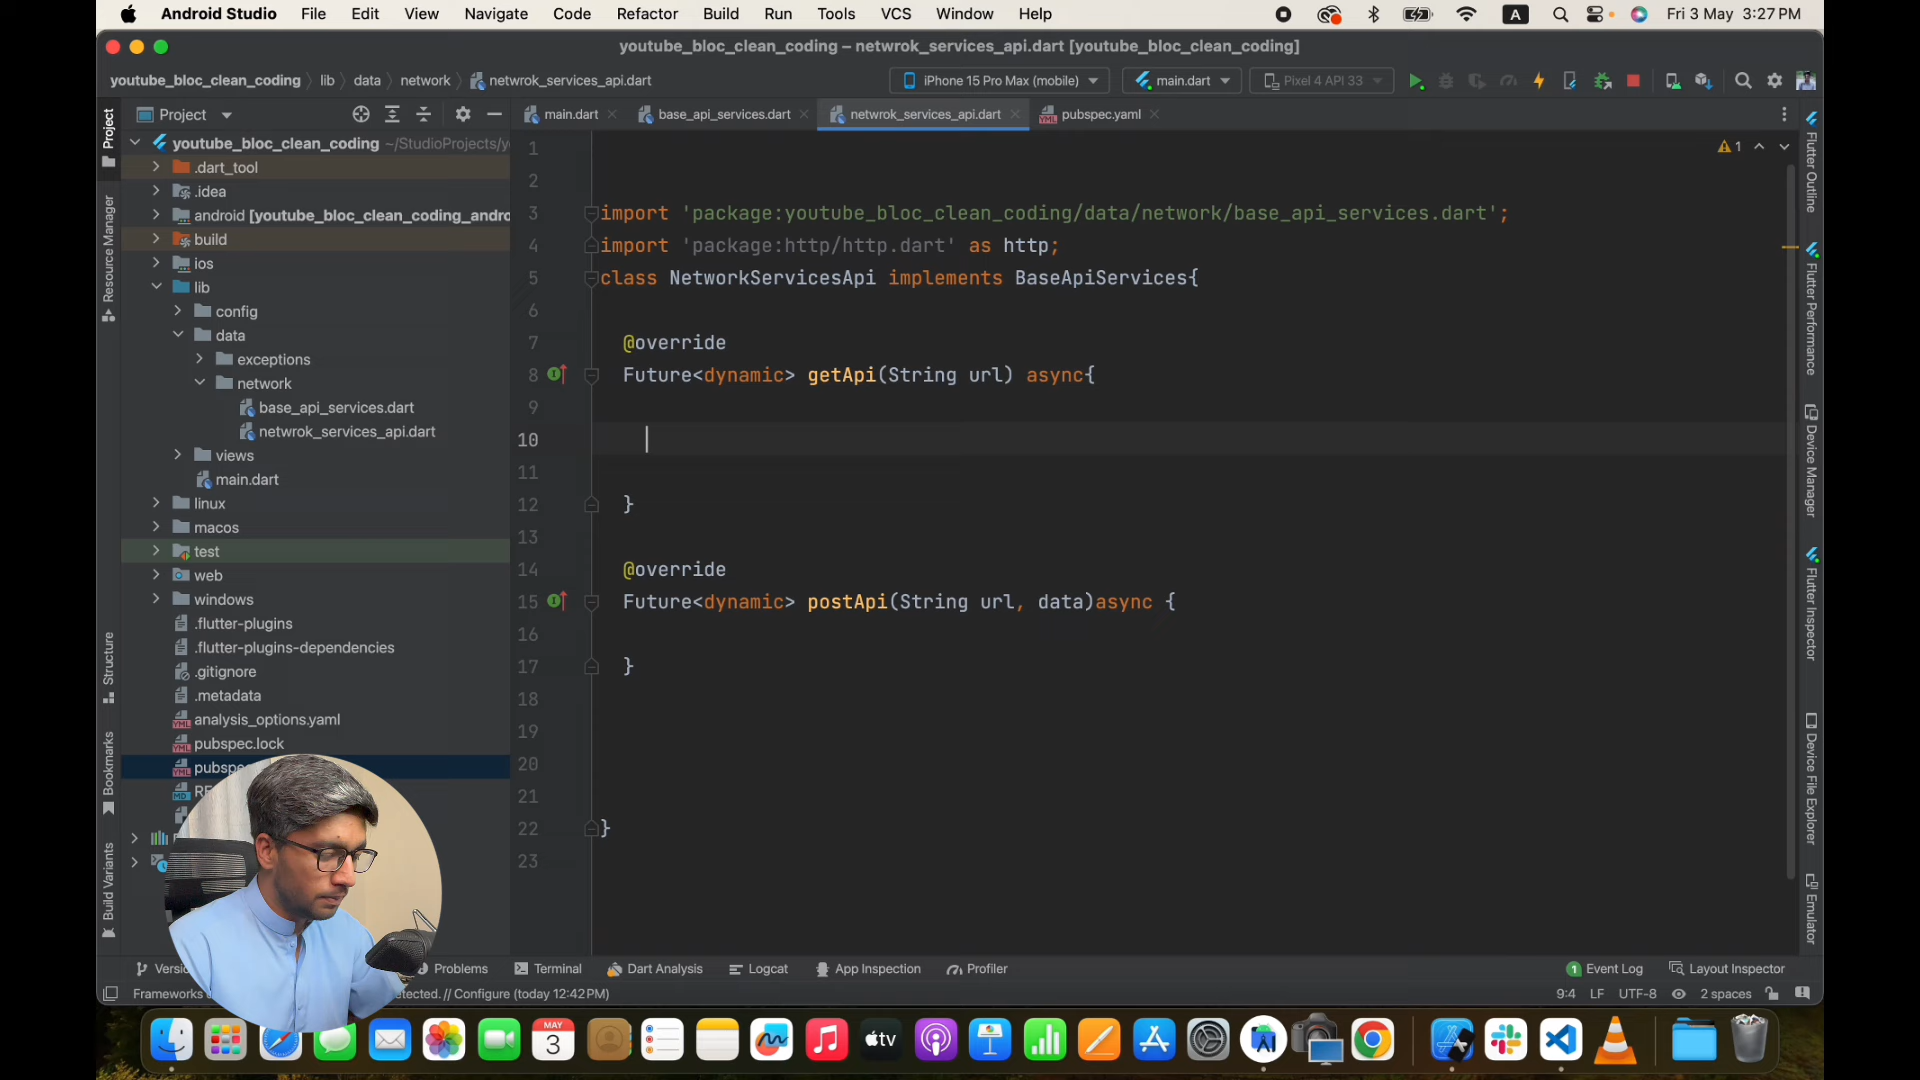 Android Studio File Edit View Navigate Code Refactor Build Run Tools VCS Window Help A Fri 3 May 3:27 PM
youtube_bloc_clean_coding – netwrok_services_api.dart [youtube_bloc_clean_coding]
youtube_bloc_clean_coding lib data network netwrok_services_api.dart iPhone 15 Pro Max (mobile) main.dart Pixel 4 API 33
Project main.dart base_api_services.dart netwrok_services_api.dart pubspec.yaml
youtube_bloc_clean_coding ~/StudioProjects/y
.dart_tool
.idea
android [youtube_bloc_clean_coding_andro
build
ios
lib
config
data
exceptions
network
base_api_services.dart
netwrok_services_api.dart
views
main.dart
linux
macos
test
web
windows
.flutter-plugins
.flutter-plugins-dependencies
.gitignore
.metadata
analysis_options.yaml
pubspec.lock
pubspe
RE
Project
Resource Manager
Structure
Bookmarks
Build Variants
1
1
2
3 import 'package:youtube_bloc_clean_coding/data/network/base_api_services.dart';
4 import 'package:http/http.dart' as http;
5 class NetworkServicesApi implements BaseApiServices{
6
7 @override
8 Future<dynamic> getApi(String url) async{
9
10
11
12 }
13
14 @override
15 Future<dynamic> postApi(String url, data)async {
16
17 }
18
19
20
21
22 }
23
Flutter Outline
Flutter Performance
Device Manager
Flutter Inspector
Device File Explorer
Emulator
Versio Problems Terminal Dart Analysis Logcat App Inspection Profiler 1 Event Log Layout Inspector
Frameworks etected. // Configure (today 12:42 PM) 9:4 LF UTF-8 2 spaces
MAY
3
tv